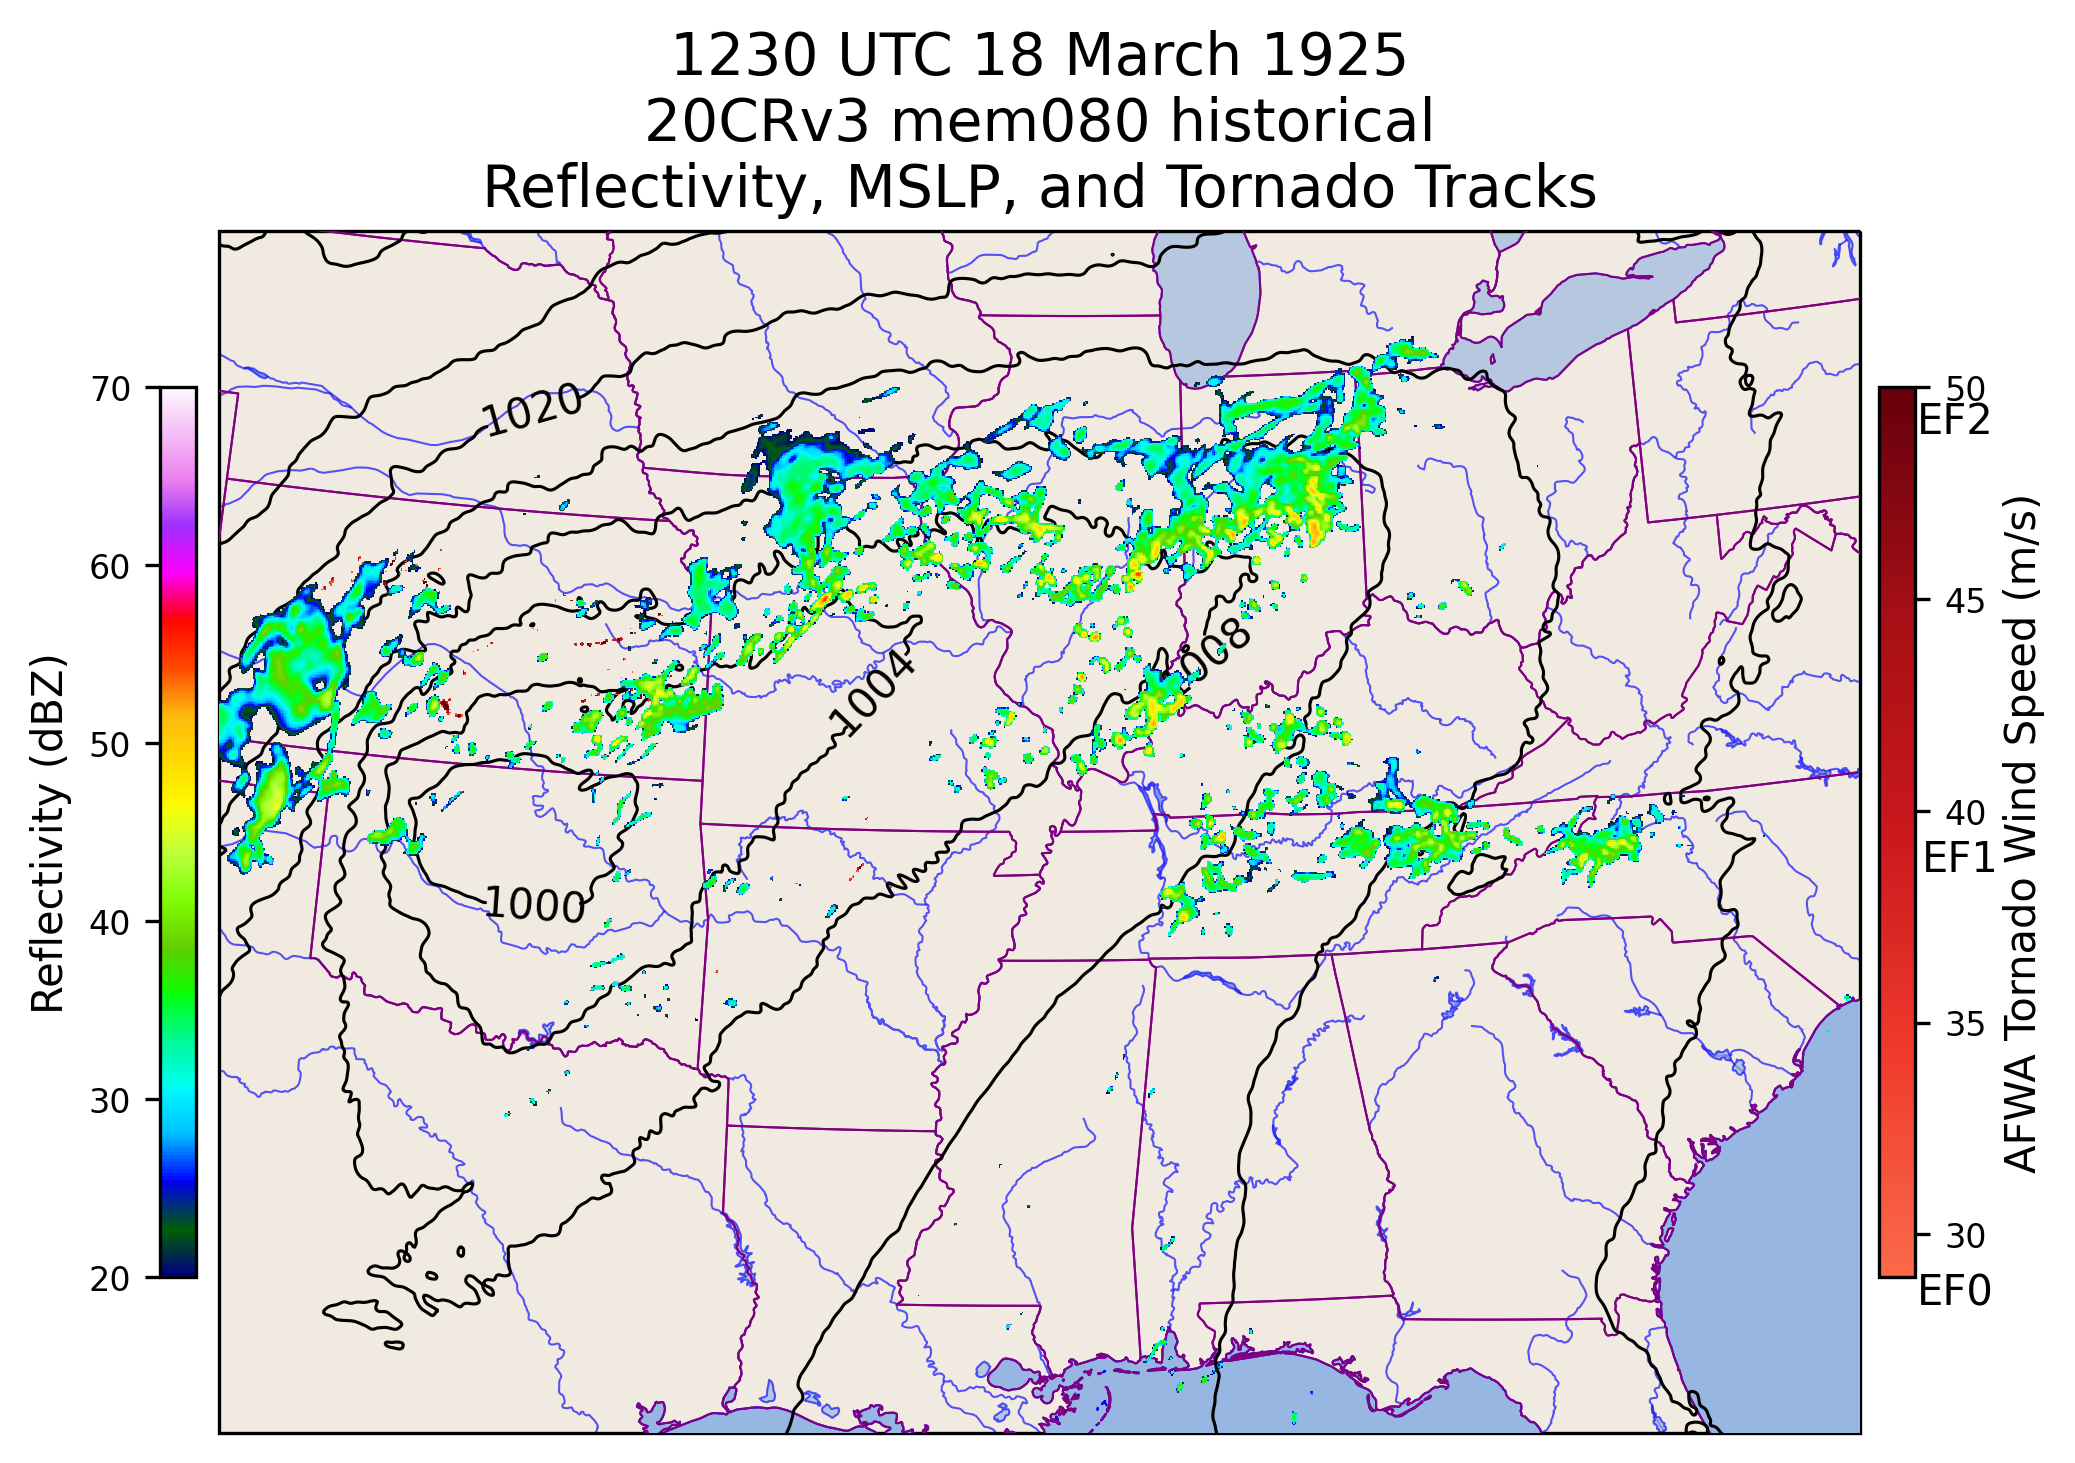 1230 UTC 18 March 1925
20CRv3 mem080 historical
Reflectivity, MSLP, and Tornado Tracks
Reflectivity (dBZ)
70
60
50
40
30
20
1020
1008
1004
1000
50
EF2
45
40
EF1
35
30
EF0
AFWA Tornado Wind Speed (m/s)